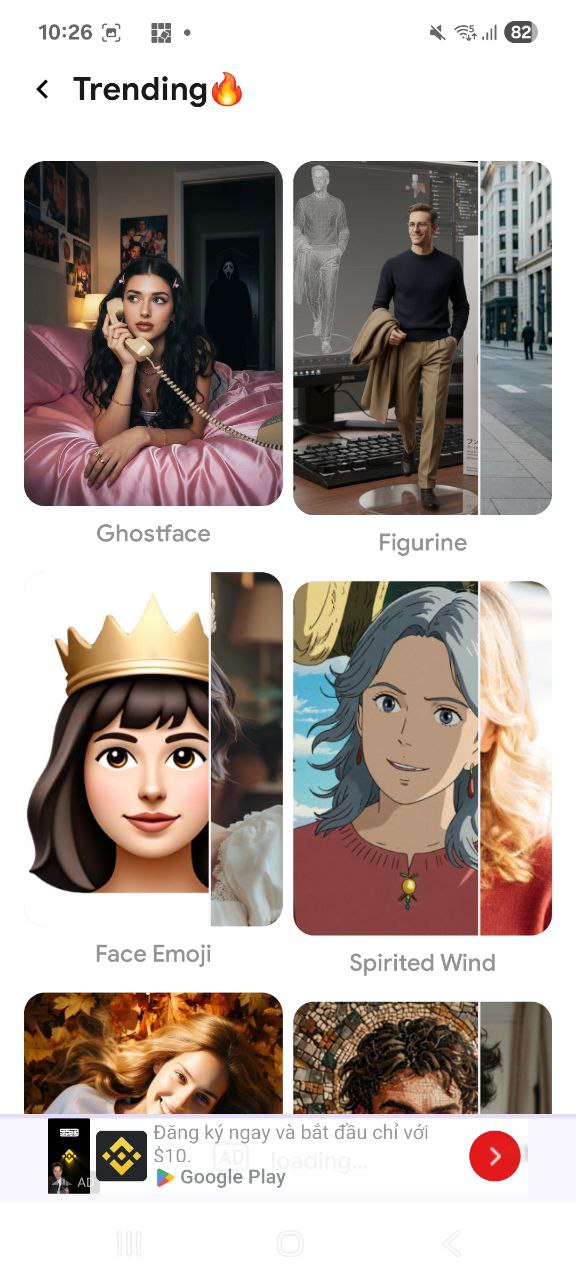 10:26
5
82
Trending🔥
Ghostface
Figurine
Face Emoji
Spirited Wind
Đăng ký ngay và bắt đầu chỉ với
$10.
AD loading...
Google Play
AD